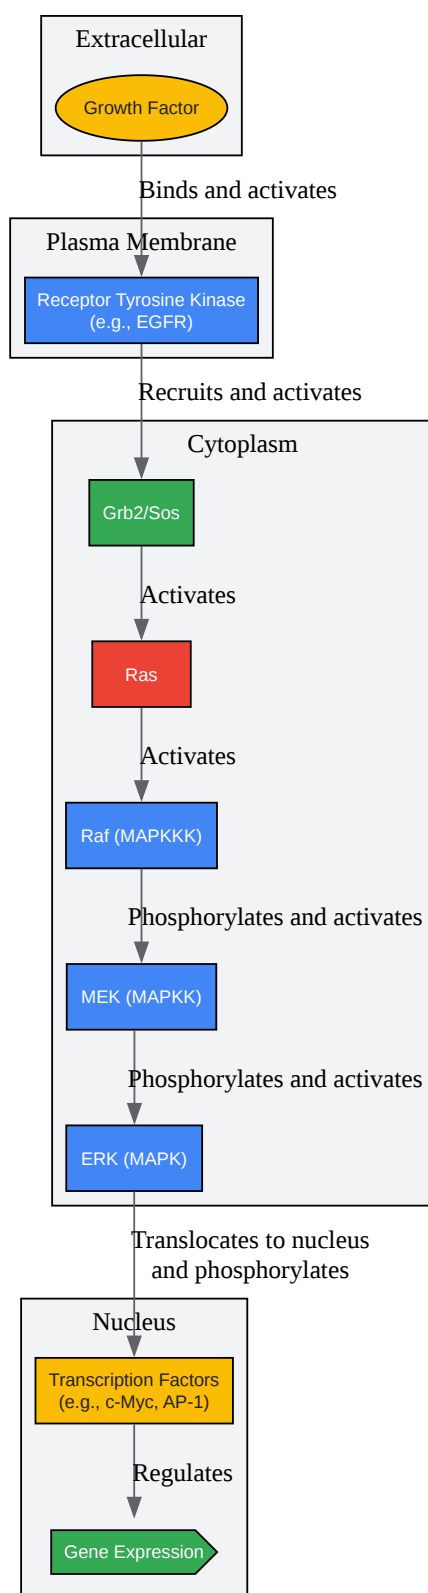 Extracellular
Growth Factor
Binds and activates
Plasma Membrane
Receptor Tyrosine Kinase
(e.g., EGFR)
Recruits and activates
Cytoplasm
Grb2/Sos
Activates
Ras
Activates
Raf (MAPKKK)
Phosphorylates and activates
MEK (MAPKK)
Phosphorylates and activates
ERK (MAPK)
Translocates to nucleus
and phosphorylates
Nucleus
Transcription Factors
(e.g., c-Myc, AP-1)
Regulates
Gene Expression